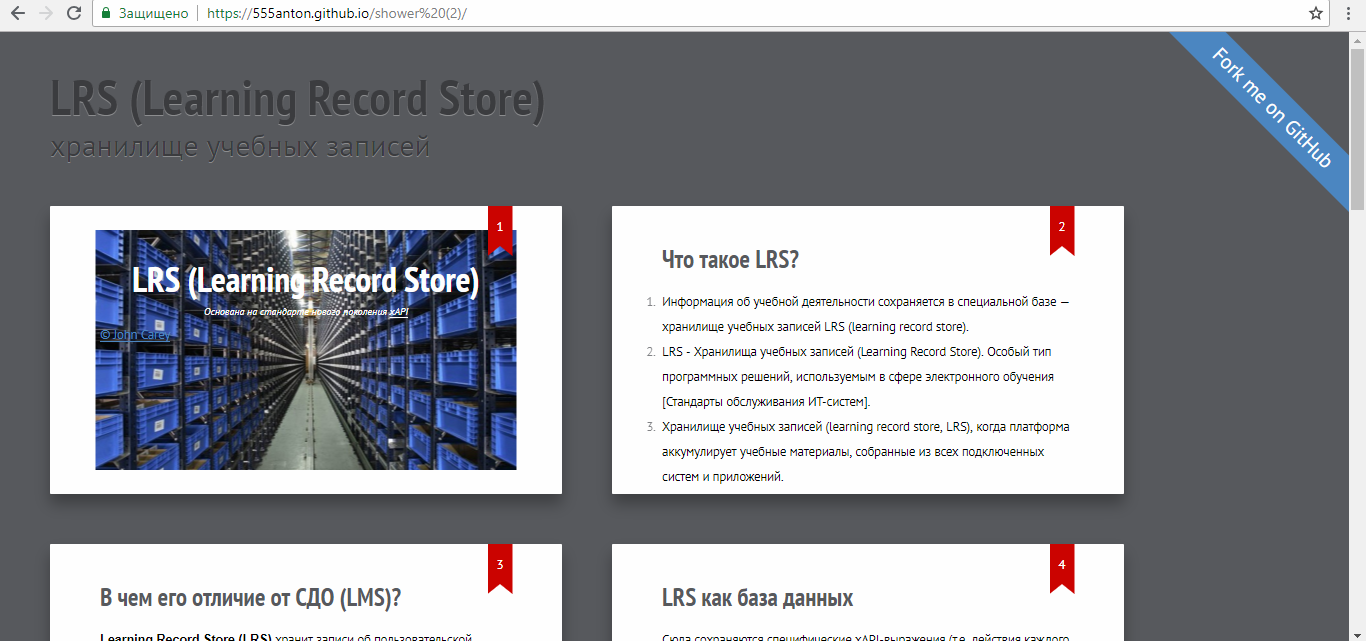 Защищено
https://555anton.github.io/shower%20(2)/
Fork me on GitHub
LRS (Learning Record Store)
хранилище учебных записей
1
LRS (Learning Record Store)
Основана на стандарте нового поколения xAPI
© John Carey
2
Что такое LRS?
1. Информация об учебной деятельности сохраняется в специальной базе —
хранилище учебных записей LRS (learning record store).
2. LRS - Хранилища учебных записей (Learning Record Store). Особый тип
программных решений, используемым в сфере электронного обучения
[Стандарты обслуживания ИТ-систем].
3. Хранилище учебных записей (learning record store, LRS), когда платформа
аккумулирует учебные материалы, собранные из всех подключенных
систем и приложений.
3
В чем его отличие от СДО (LMS)?
Learning Record Store (LRS) хранит записи об пользовательской
4
LRS как база данных
Сюда сохраняются специфические xAPI-выражения (т.е. действия каждого